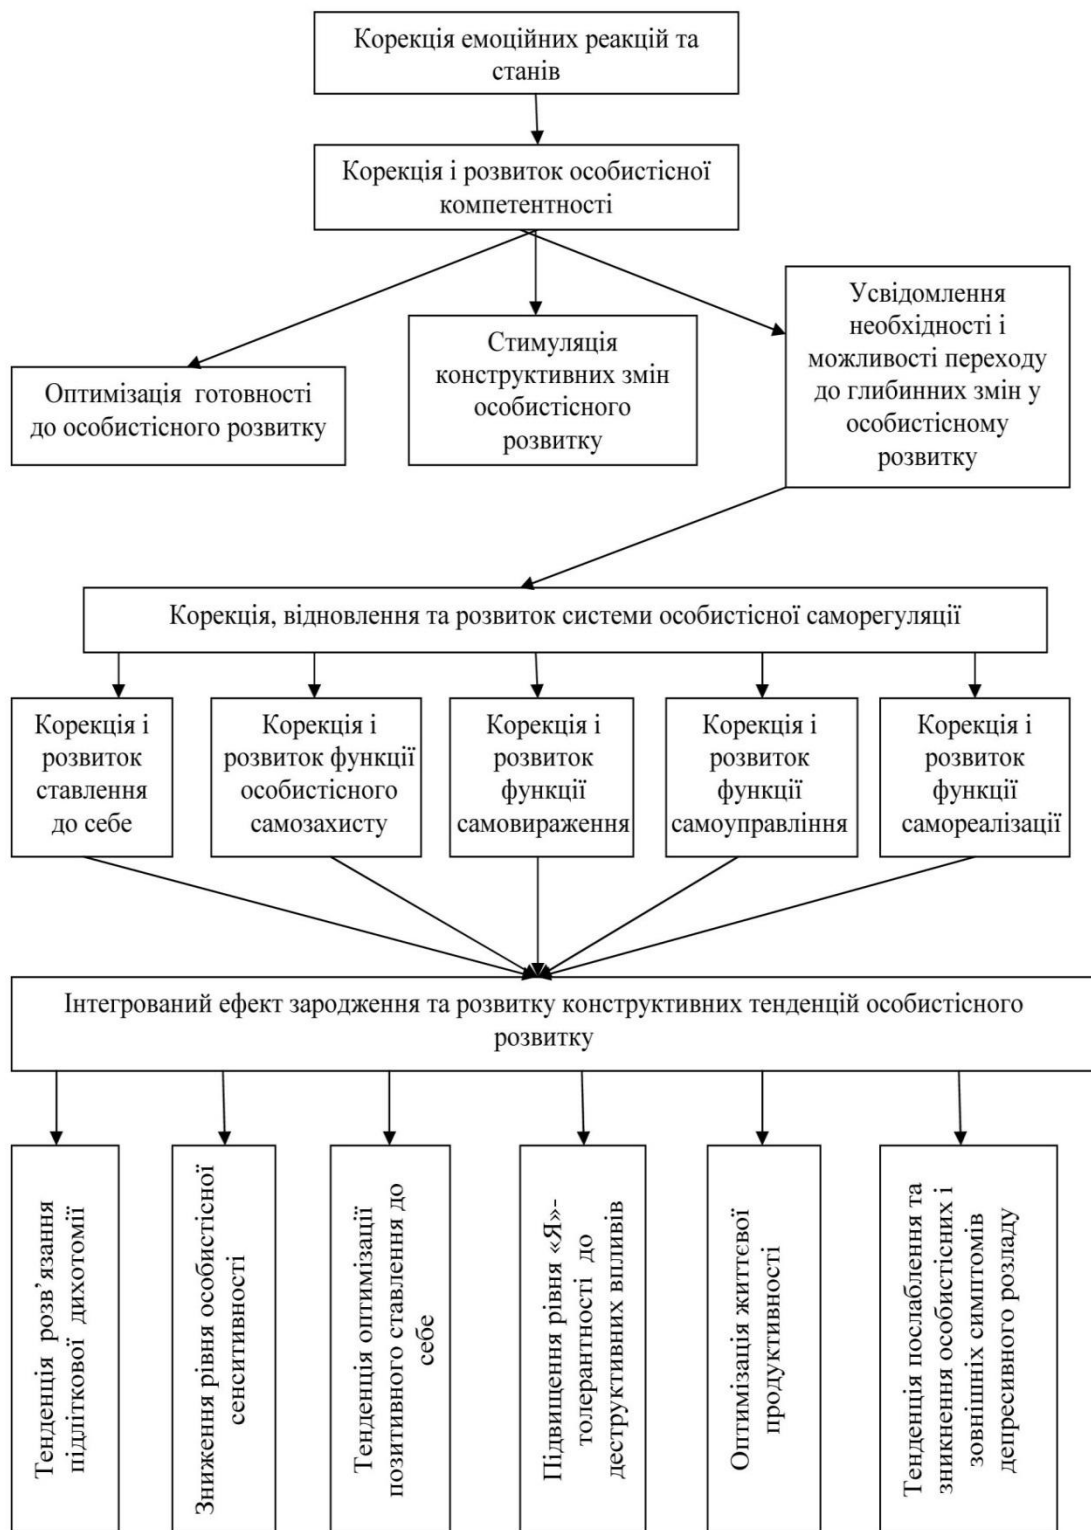 Корекція емоційних реакцій та
станів
Корекція і розвиток особистісної
компетентності
Оптимізація готовності
до особистісного розвитку
Стимуляція
конструктивних змін
особистісного
розвитку
Усвідомлення
необхідності і
можливості переходу
до глибинних змін у
особистісному
розвитку
Корекція, відновлення та розвиток системи особистісної саморегуляції
Корекція і
розвиток
ставлення
до себе
Корекція і
розвиток функції
особистісного
самозахисту
Корекція і
розвиток
функції
самовираження
Корекція і
розвиток
функції
самоуправління
Корекція і
розвиток
функції
самореалізації
Інтегрований ефект зародження та розвитку конструктивних тенденцій особистісного
розвитку
Тенденція розв’язання
підліткової дихотомії
Зниження рівня особистісної
сенситивності
Тенденція оптимізації
позитивного ставлення до
себе
Підвищення рівня «Я»-
толерантності до
деструктивних впливів
Оптимізація життєвої
продуктивності
Тенденція послаблення та
зникнення особистісних і
зовнішніх симптомів
депресивного розладу